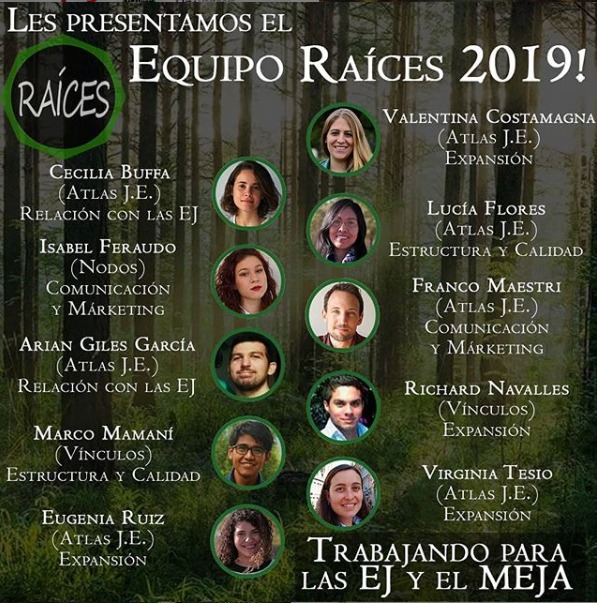 Les presentamos el
Equipo Raíces 2019!
RAÍCES
Valentina Costamagna
(Atlas J.E.)
Expansión
Cecilia Buffa
(Atlas J.E.)
Relación con las EJ
Lucía Flores
(Atlas J.E.)
Estructura y Calidad
Isabel Feraudo
(Nodos)
Comunicación
y Márketing
Franco Maestri
(Atlas J.E.)
Comunicación
y Márketing
Arian Giles García
(Atlas J.E.)
Relación con las EJ
Richard Navalles
(Vínculos)
Expansión
Marco Mamaní
(Vínculos)
Estructura y Calidad
Virginia Tesio
(Atlas J.E.)
Expansión
Eugenia Ruiz
(Atlas J.E.)
Expansión
Trabajando para
las EJ y el MEJA